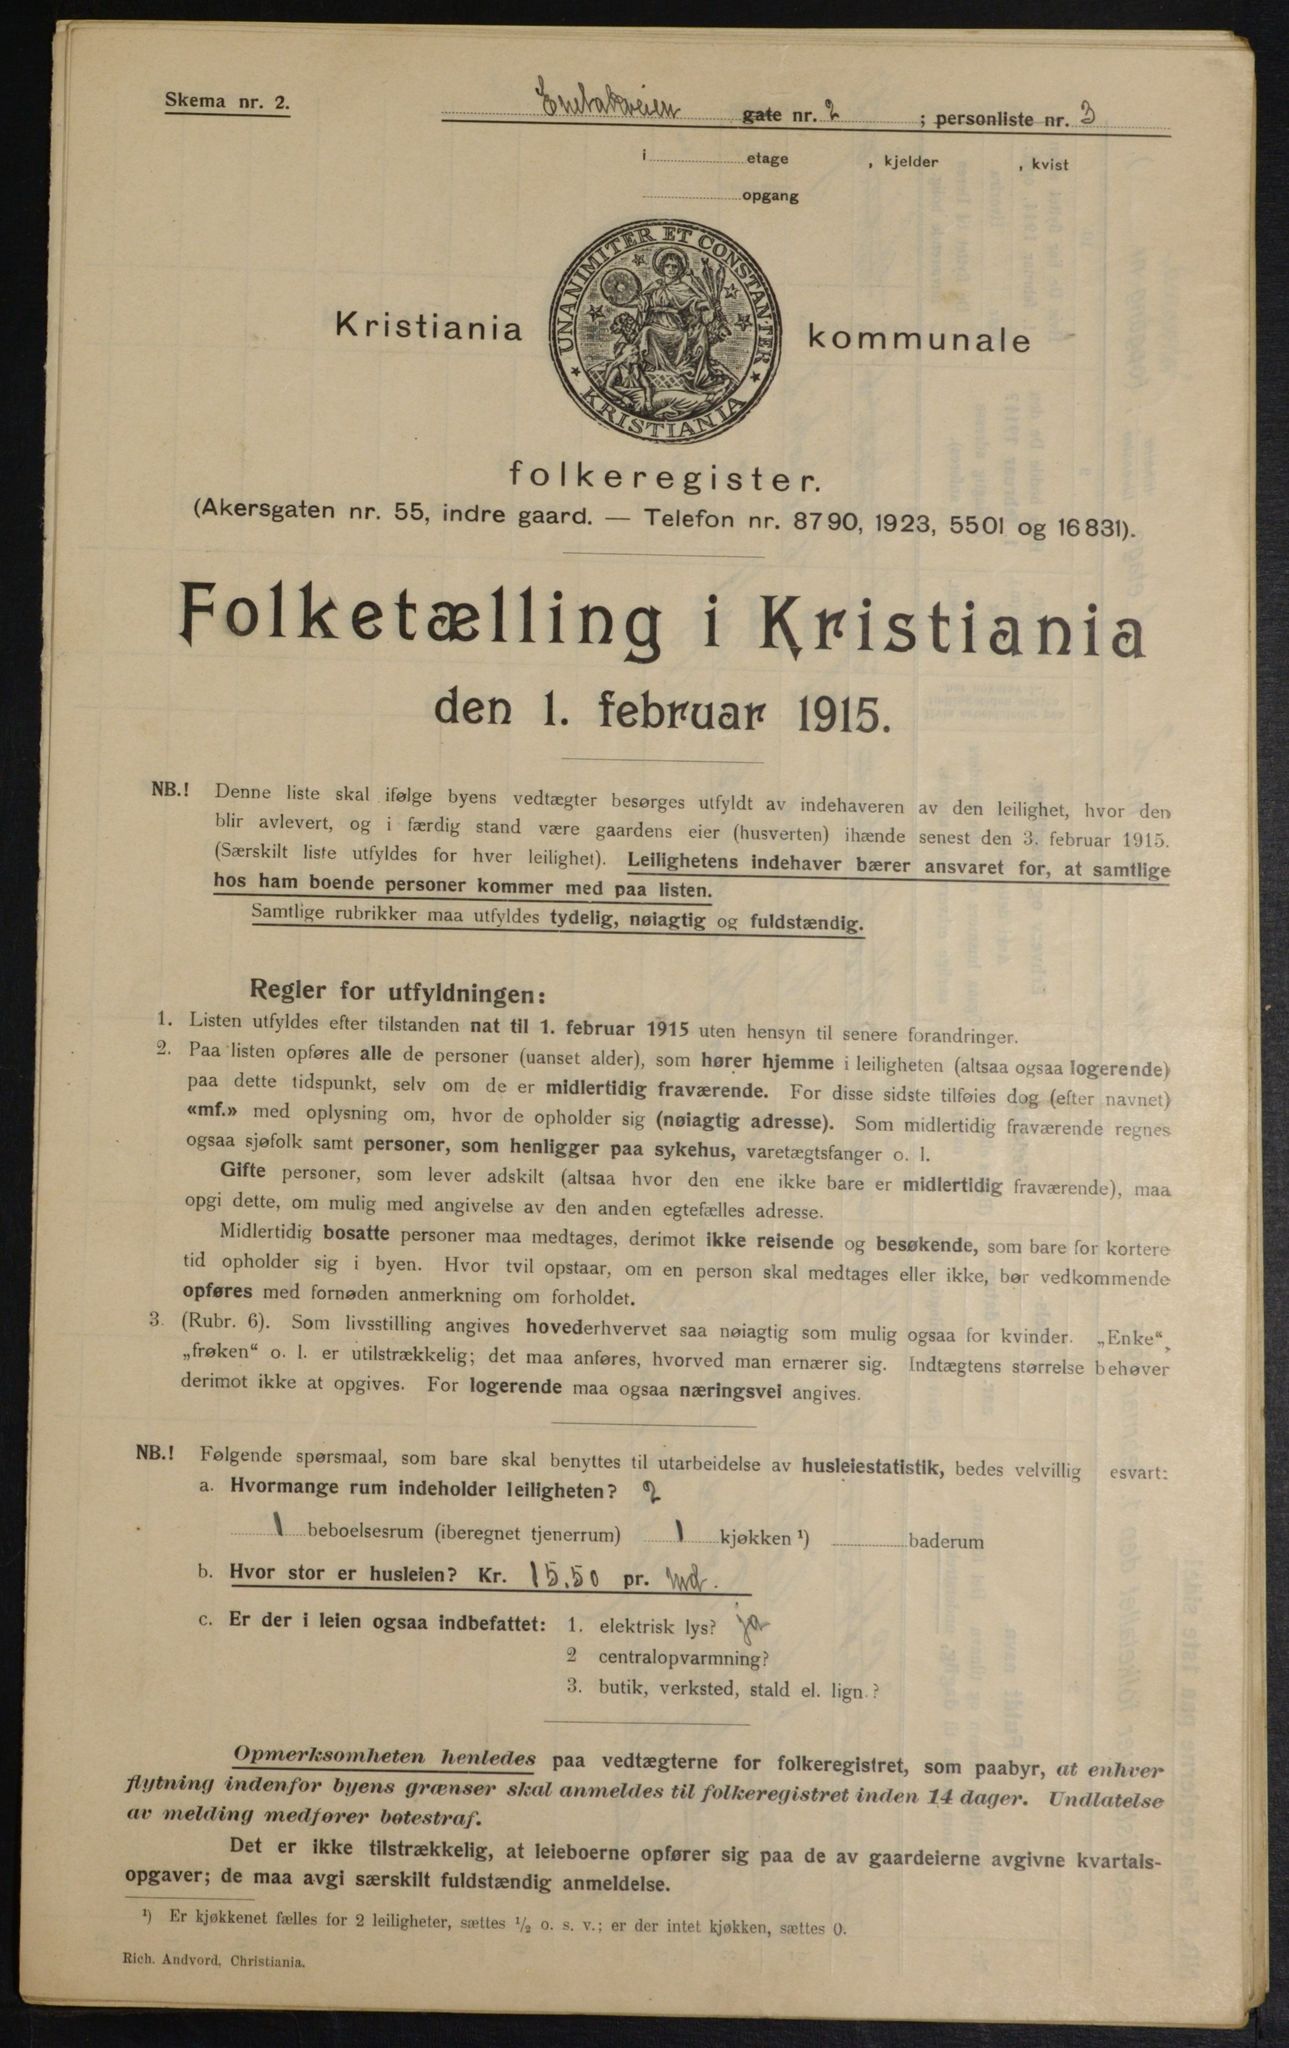 Skema nr. 2.
Enebakveien gate nr. 2 ; personliste nr. 3
i etage , kjelder , kvist
opgang
UNANIMITER ET CONSTANTER
KRISTIANIA
Kristiania kommunale
folkeregister.
(Akersgaten nr. 55, indre gaard. — Telefon nr. 8790, 1923, 5501 og 16831).
Folketælling i Kristiania
den 1. februar 1915.
NB.! Denne liste skal ifølge byens vedtægter besørges utfyldt av indehaveren av den leilighet, hvor den
blir avlevert, og i færdig stand være gaardens eier (husverten) ihænde senest den 3. februar 1915.
(Særskilt liste utfyldes for hver leilighet). Leilighetens indehaver bærer ansvaret for, at samtlige
hos ham boende personer kommer med paa listen.
Samtlige rubrikker maa utfyldes tydelig, nøiagtig og fuldstændig.
Regler for utfyldningen:
1. Listen utfyldes efter tilstanden nat til 1. februar 1915 uten hensyn til senere forandringer.
2. Paa listen opføres alle de personer (uanset alder), som hører hjemme i leiligheten (altsaa ogsaa logerende)
paa dette tidspunkt, selv om de er midlertidig fraværende. For disse sidste tilføies dog (efter navnet)
«mf.» med oplysning om, hvor de opholder sig (nøiagtig adresse). Som midlertidig fraværende regnes
ogsaa sjøfolk samt personer, som henligger paa sykehus, varetægtsfanger o. l.
Gifte personer, som lever adskilt (altsaa hvor den ene ikke bare er midlertidig fraværende), maa
opgi dette, om mulig med angivelse av den anden egtefælles adresse.
Midlertidig bosatte personer maa medtages, derimot ikke reisende og besøkende, som bare for kortere
tid opholder sig i byen. Hvor tvil opstaar, om en person skal medtages eller ikke, bør vedkommende
opføres med fornøden anmerkning om forholdet.
3. (Rubr. 6). Som livsstilling angives hovederhvervet saa nøiagtig som mulig ogsaa for kvinder. „Enke“,
„frøken“ o. l. er utilstrækkelig; det maa anføres, hvorved man ernærer sig. Indtægtens størrelse behøver
derimot ikke at opgives. For logerende maa ogsaa næringsvei angives.
NB.! Følgende spørsmaal, som bare skal benyttes til utarbeidelse av husleiestatistik, bedes velvillig esvart:
a. Hvormange rum indeholder leiligheten? 2
1 beboelsesrum (iberegnet tjenerrum) 1 kjøkken ¹) baderum
b. Hvor stor er husleien? Kr. 15,50 pr. Md.
c. Er der i leien ogsaa indbefattet: 1. elektrisk lys? ja
2 centralopvarmning?
3. butik, verksted, stald el. lign.?
Opmerksomheten henledes paa vedtægterne for folkeregistret, som paabyr, at enhver
flytning indenfor byens grænser skal anmeldes til folkeregistret inden 14 dager. Undlatelse
av melding medfører bøtestraf.
Det er ikke tilstrækkelig, at leieboerne opfører sig paa de av gaardeierne avgivne kvartals-
opgaver; de maa avgi særskilt fuldstændig anmeldelse.
¹) Er kjøkkenet fælles for 2 leiligheter, sættes ½ o. s. v.; er der intet kjøkken, sættes 0.
Rich. Andvord, Christiania.